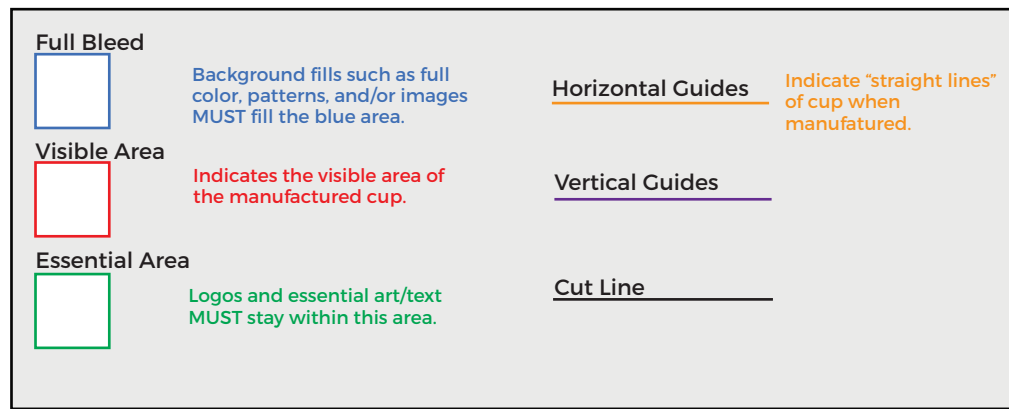 Full Bleed
Background fills such as full
color, patterns, and/or images
MUST fill the blue area.
Visible Area
Indicates the visible area of
the manufactured cup.
Essential Area
Logos and essential art/text
MUST stay within this area.
Horizontal Guides
Indicate “straight lines”
of cup when
manufatured.
Vertical Guides
Cut Line